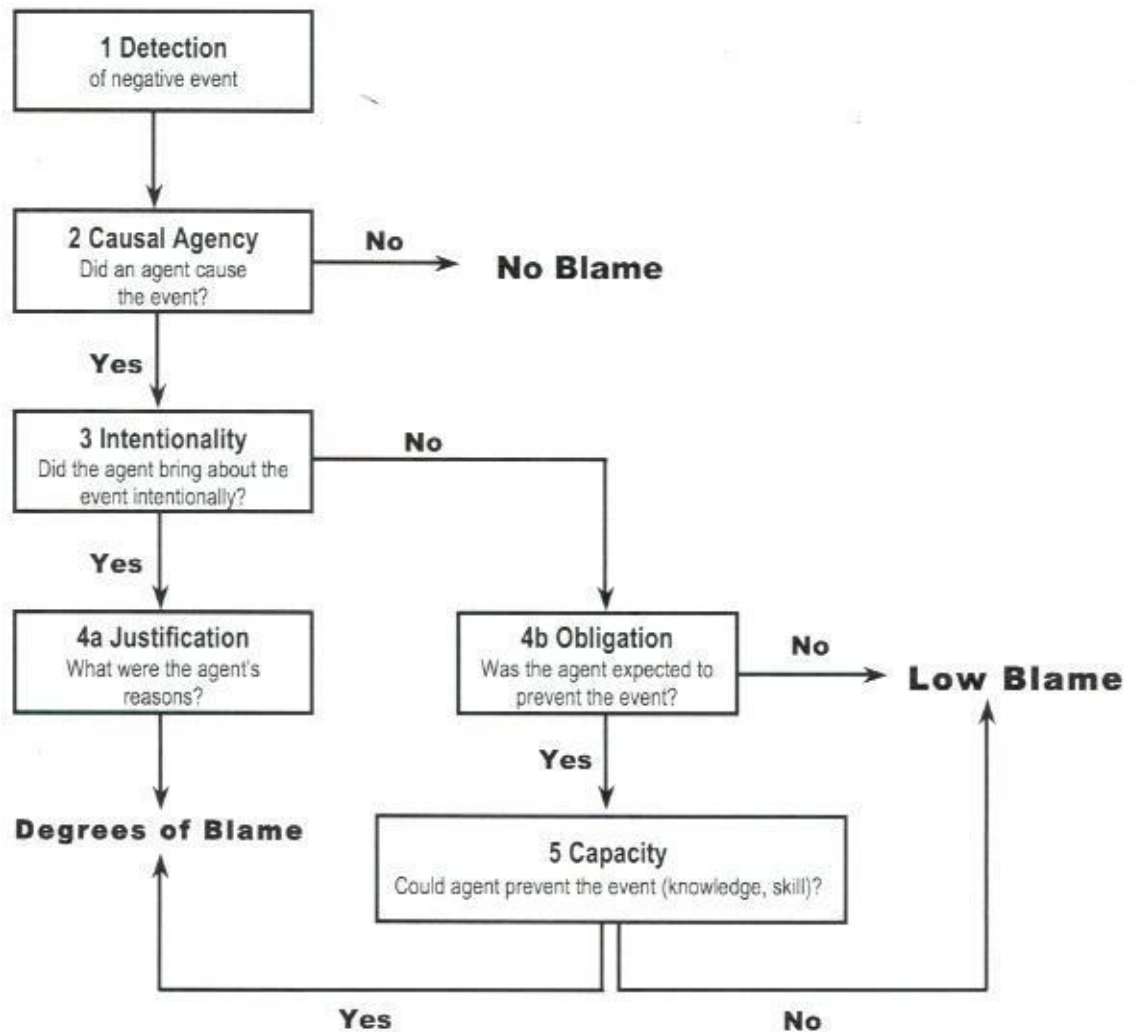 1 Detection
of negative event
2 Causal Agency
Did an agent cause
the event?
No
No Blame
Yes
3 Intentionality
Did the agent bring about the
event intentionally?
No
Yes
4a Justification
What were the agent's
reasons?
4b Obligation
Was the agent expected to
prevent the event?
No
Low Blame
Yes
Degrees of Blame
5 Capacity
Could agent prevent the event (knowledge, skill)?
Yes
No